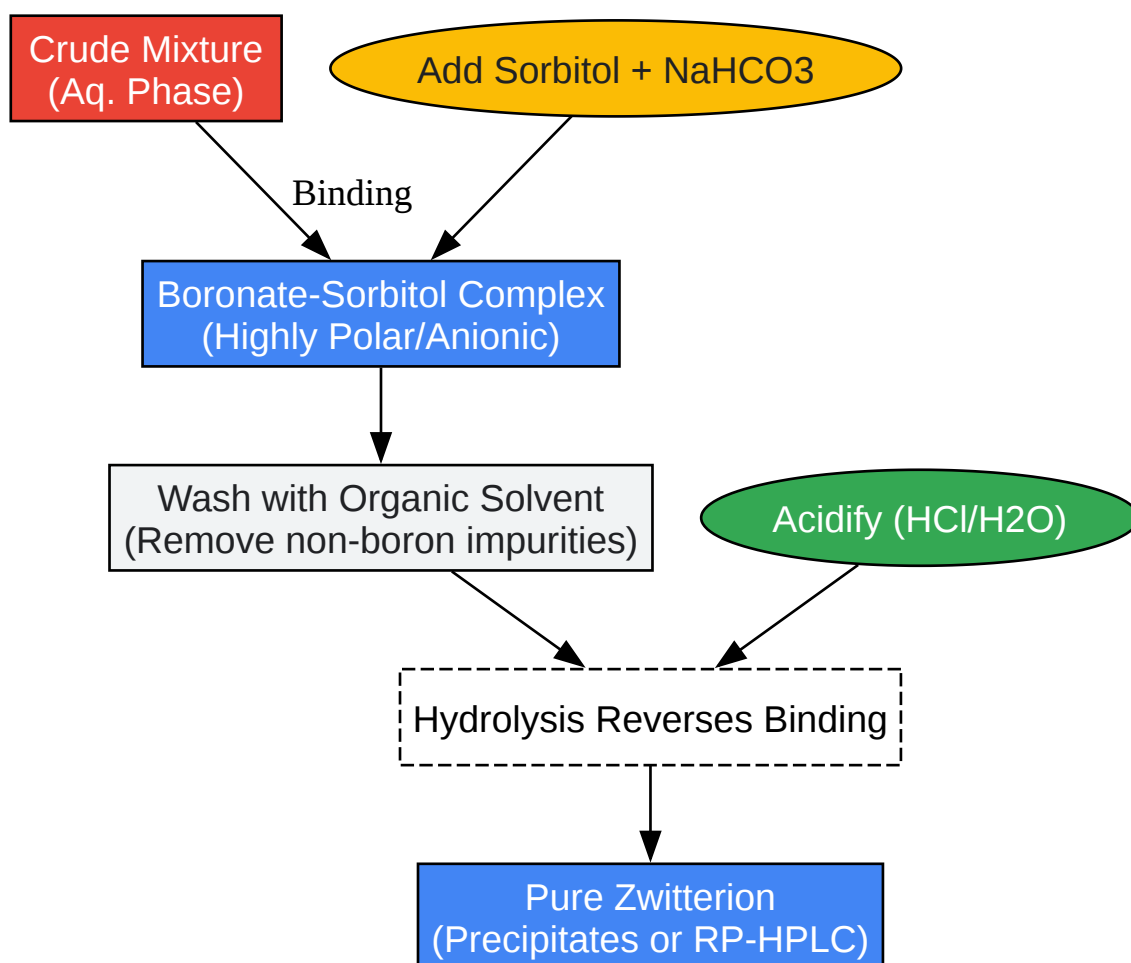 Crude Mixture
(Aq. Phase)
Add Sorbitol + NaHCO3
Binding
Boronate-Sorbitol Complex
(Highly Polar/Anionic)
Wash with Organic Solvent
(Remove non-boron impurities)
Acidify (HCl/H2O)
Hydrolysis Reverses Binding
Pure Zwitterion
(Precipitates or RP-HPLC)